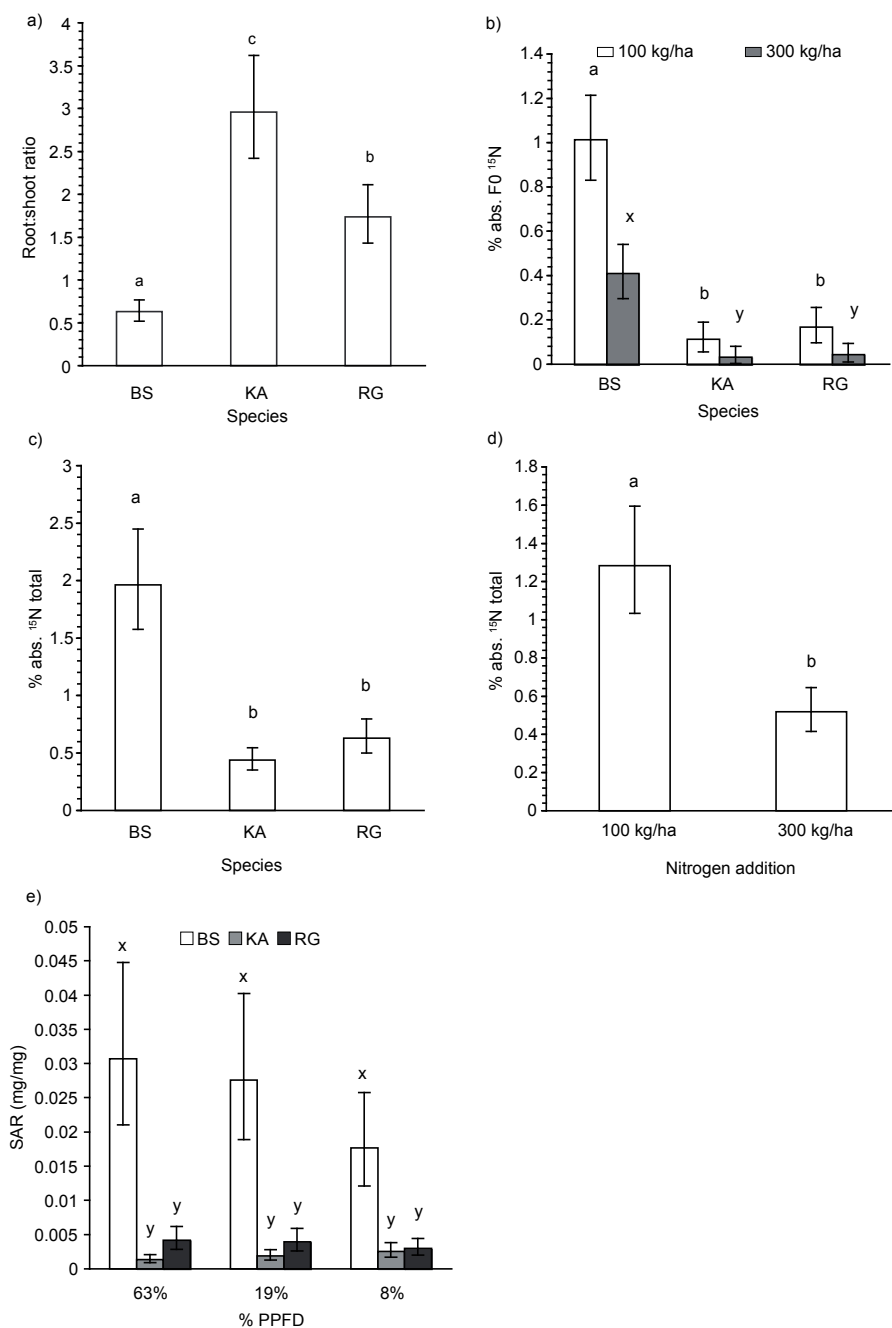 a)
4
3.5
3
2.5
2
1.5
1
0.5
0
Root:shoot ratio
a
c
b
BS KA RG
Species
b)
100 kg/ha 300 kg/ha
1.4
1.2
1
0.8
0.6
0.4
0.2
0
% abs. F0 ¹⁵N
a
x
b
y
b
y
BS KA RG
Species
c)
3
2.5
2
1.5
1
0.5
0
% abs. ¹⁵N total
a
b
b
BS KA RG
Species
d)
1.8
1.6
1.4
1.2
1
0.8
0.6
0.4
0.2
0
% abs. ¹⁵N total
a
b
100 kg/ha 300 kg/ha
Nitrogen addition
e)
BS KA RG
0.05
0.045
0.04
0.035
0.03
0.025
0.02
0.015
0.01
0.005
0
SAR (mg/mg)
x
y
y
x
y
y
x
y
y
63% 19% 8%
% PPFD